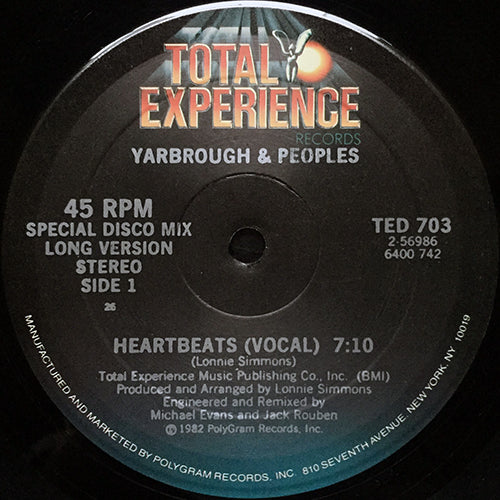 TOTAL
EXPERIENCE
RECORDS
YARBROUGH & PEOPLES
45 RPM
SPECIAL DISCO MIX
LONG VERSION
STEREO
SIDE 1
26
TED 703
2-56986
6400 742
HEARTBEATS (VOCAL) 7:10
(Lonnie Simmons)
Total Experience Music Publishing Co., Inc. (BMI)
Produced and Arranged by Lonnie Simmons
Engineered and Remixed by
Michael Evans and Jack Rouben
℗ 1982 PolyGram Records, Inc.
MANUFACTURED AND MARKETED BY POLYGRAM RECORDS, INC. 810 SEVENTH AVENUE, NEW YORK, NY 10019